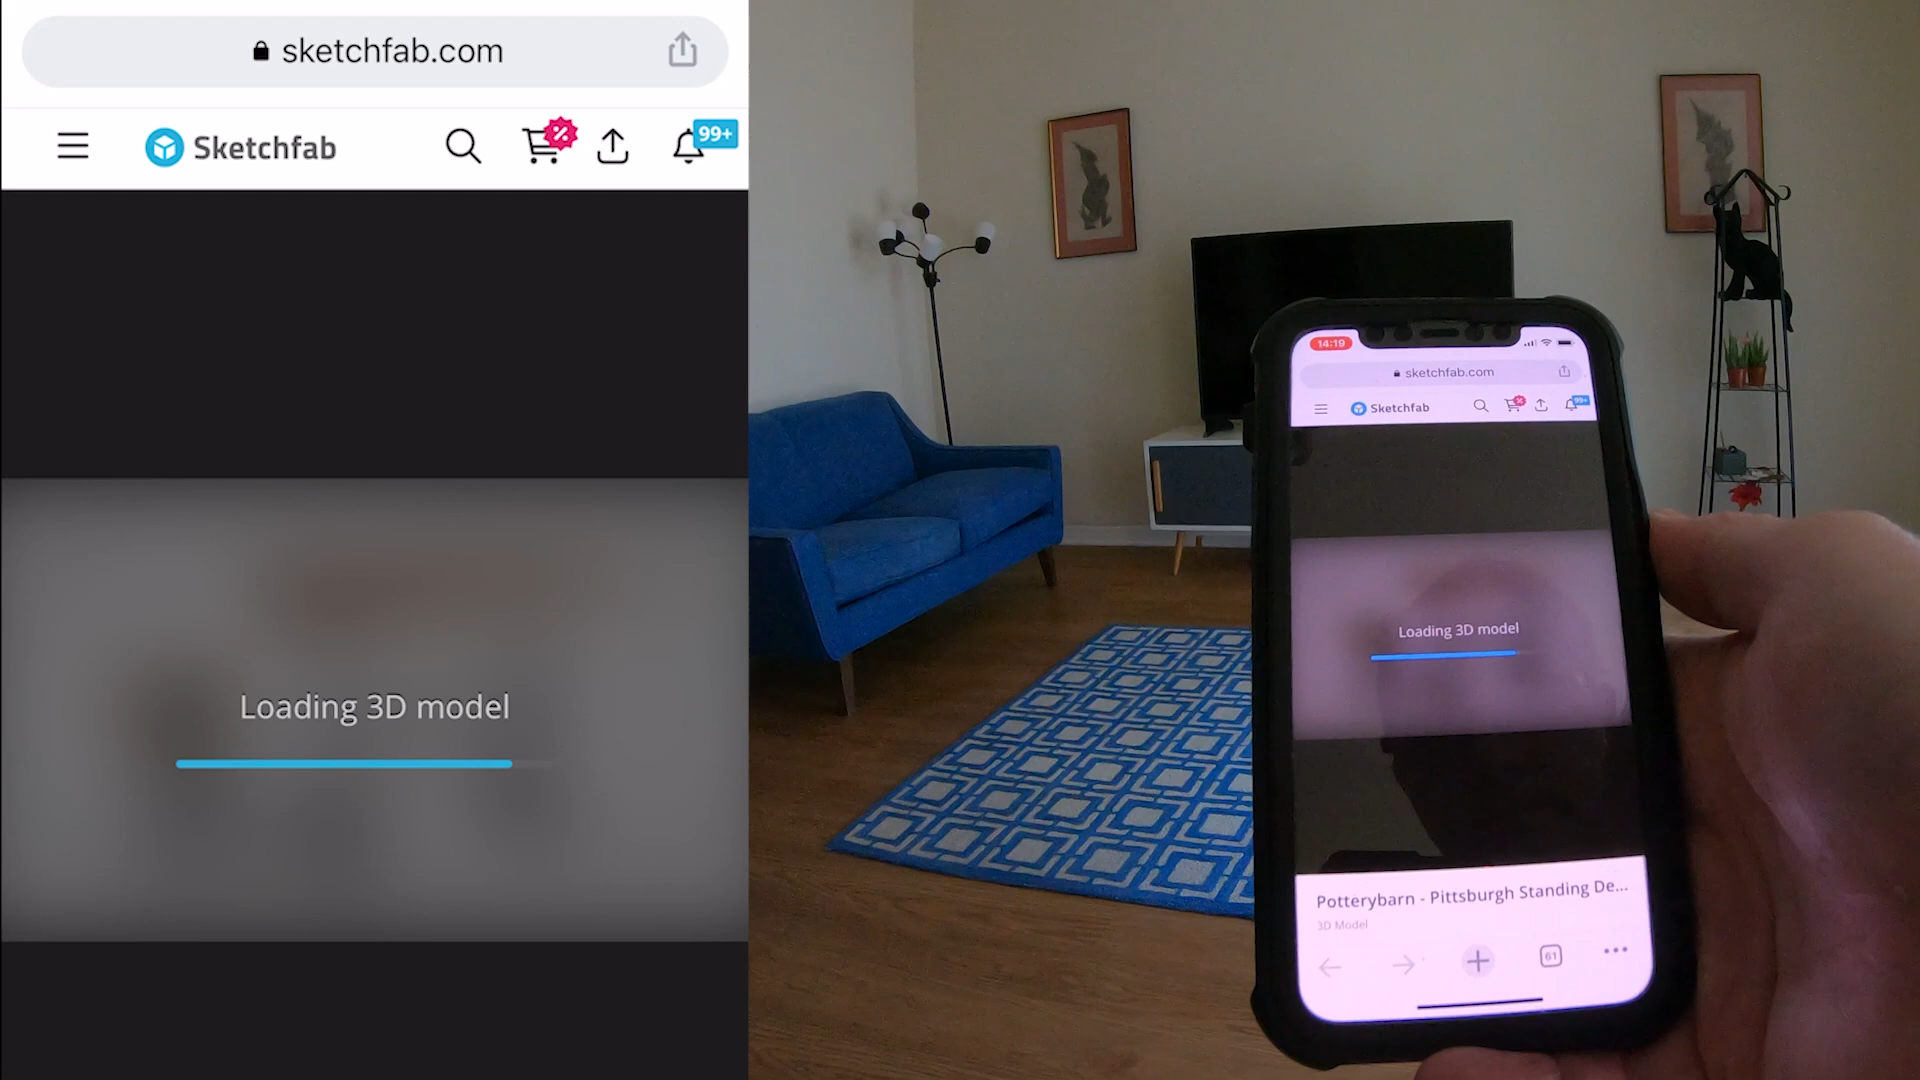 sketchfab.com
Sketchfab
99+
Loading 3D model
14:19
sketchfab.com
Sketchfab
99+
Loading 3D model
Potterybarn - Pittsburgh Standing De...
3D Model
61